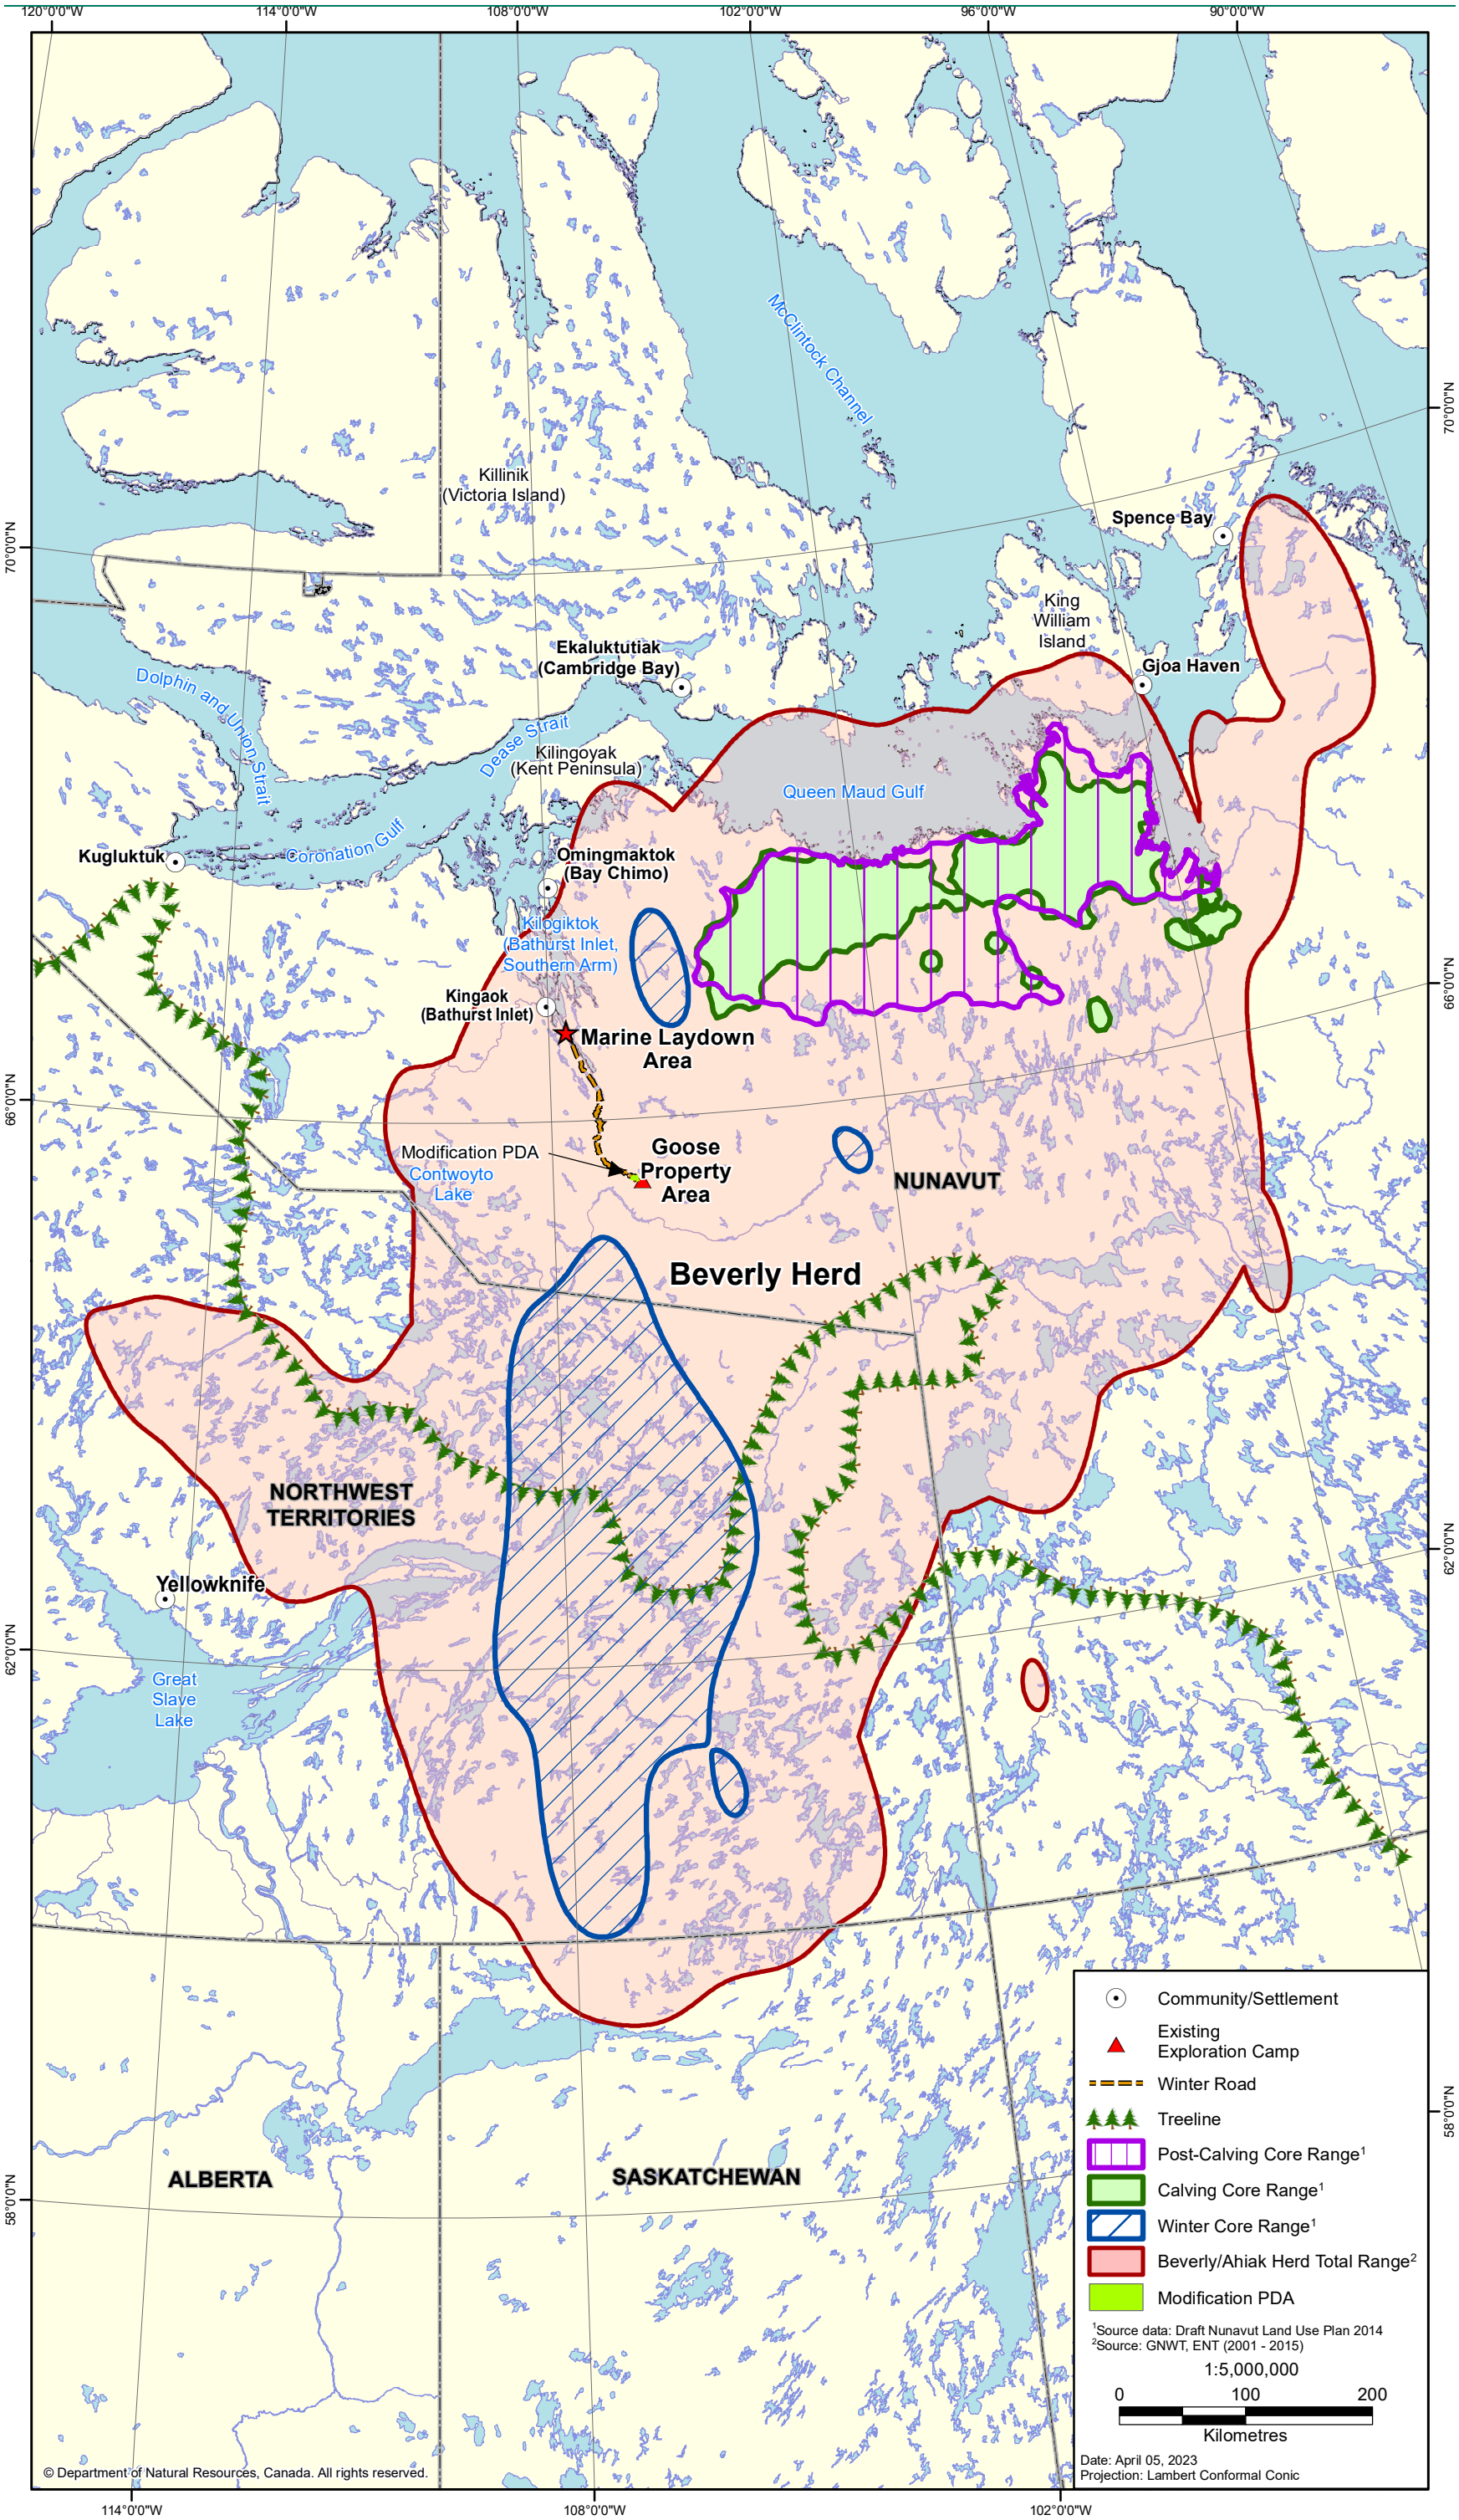 120°0'0"W
114°0'0"W
108°0'0"W
102°0'0"W
96°0'0"W
90°0'0"W
McClintock Channel
70°0'0"N
Killinik
(Victoria Island)
Spence Bay
70°0'0"N
King
William
Island
Ekaluktutiak
(Cambridge Bay)
Gjoa Haven
Dolphin and Union Strait
Dease Strait
Kilingoyak
(Kent Peninsula)
Queen Maud Gulf
Coronation Gulf
Kugluktuk
Omingmaktok
(Bay Chimo)
Kilogiktok
(Bathurst Inlet,
Southern Arm)
66°0'0"N
Kingaok
(Bathurst Inlet)
Marine Laydown
Area
66°0'0"N
Modification PDA
Contwoyto
Lake
Goose
Property
Area
NUNAVUT
Beverly Herd
NORTHWEST
TERRITORIES
62°0'0"N
Yellowknife
62°0'0"N
Great
Slave
Lake
Community/Settlement
Existing
Exploration Camp
Winter Road
Treeline
58°0'0"N
Post-Calving Core Range1
ALBERTA
SASKATCHEWAN
Calving Core Range1
58°0'0"N
Winter Core Range1
Beverly/Ahiak Herd Total Range2
Modification PDA
1Source data: Draft Nunavut Land Use Plan 2014
2Source: GNWT, ENT (2001 - 2015)
1:5,000,000
0 100 200
Kilometres
Date: April 05, 2023
Projection: Lambert Conformal Conic
© Department of Natural Resources, Canada. All rights reserved.
114°0'0"W
108°0'0"W
102°0'0"W